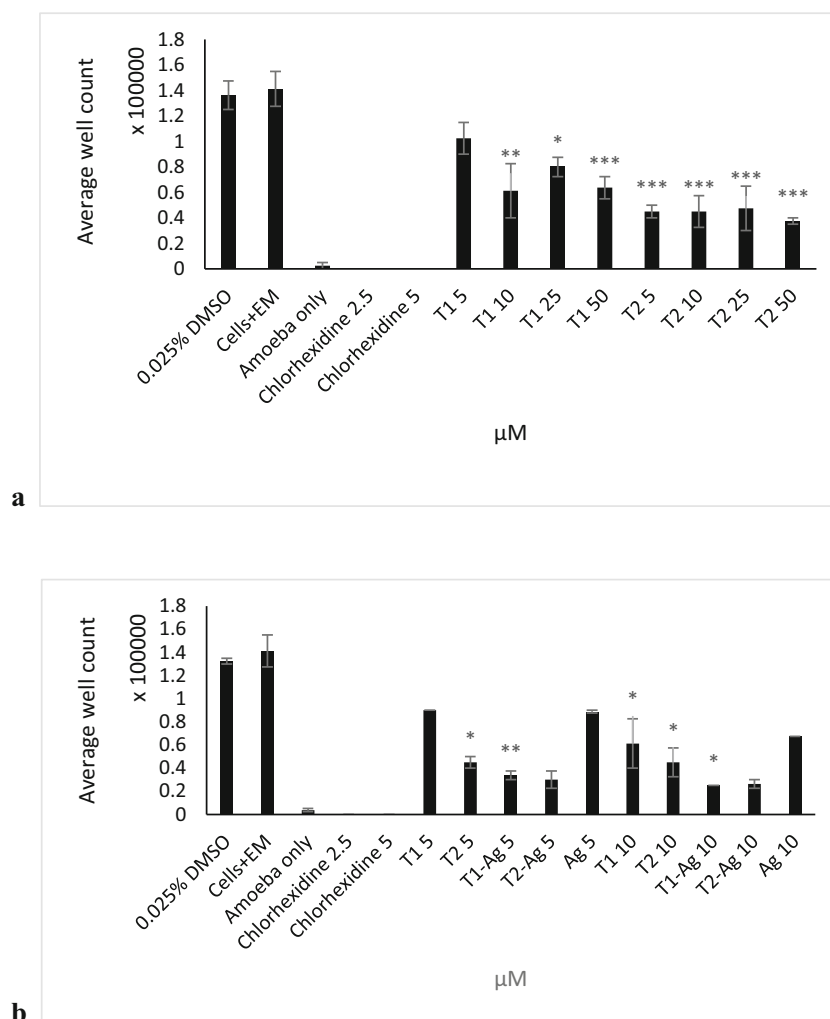 Average well count
x 100000
1.8
1.6
1.4
1.2
1
0.8
0.6
0.4
0.2
0
**
*
***
***
***
***
***
0.025% DMSO
Cells+EM
Amoeba only
Chlorhexidine 2.5
Chlorhexidine 5
T1 5
T1 10
T1 25
T1 50
T2 5
T2 10
T2 25
T2 50
µM
a
Average well count
x 100000
1.8
1.6
1.4
1.2
1
0.8
0.6
0.4
0.2
0
*
**
*
*
*
0.025% DMSO
Cells+EM
Amoeba only
Chlorhexidine 2.5
Chlorhexidine 5
T1 5
T2 5
T1-Ag 5
T2-Ag 5
Ag 5
T1 10
T2 10
T1-Ag 10
T2-Ag 10
Ag 10
µM
b